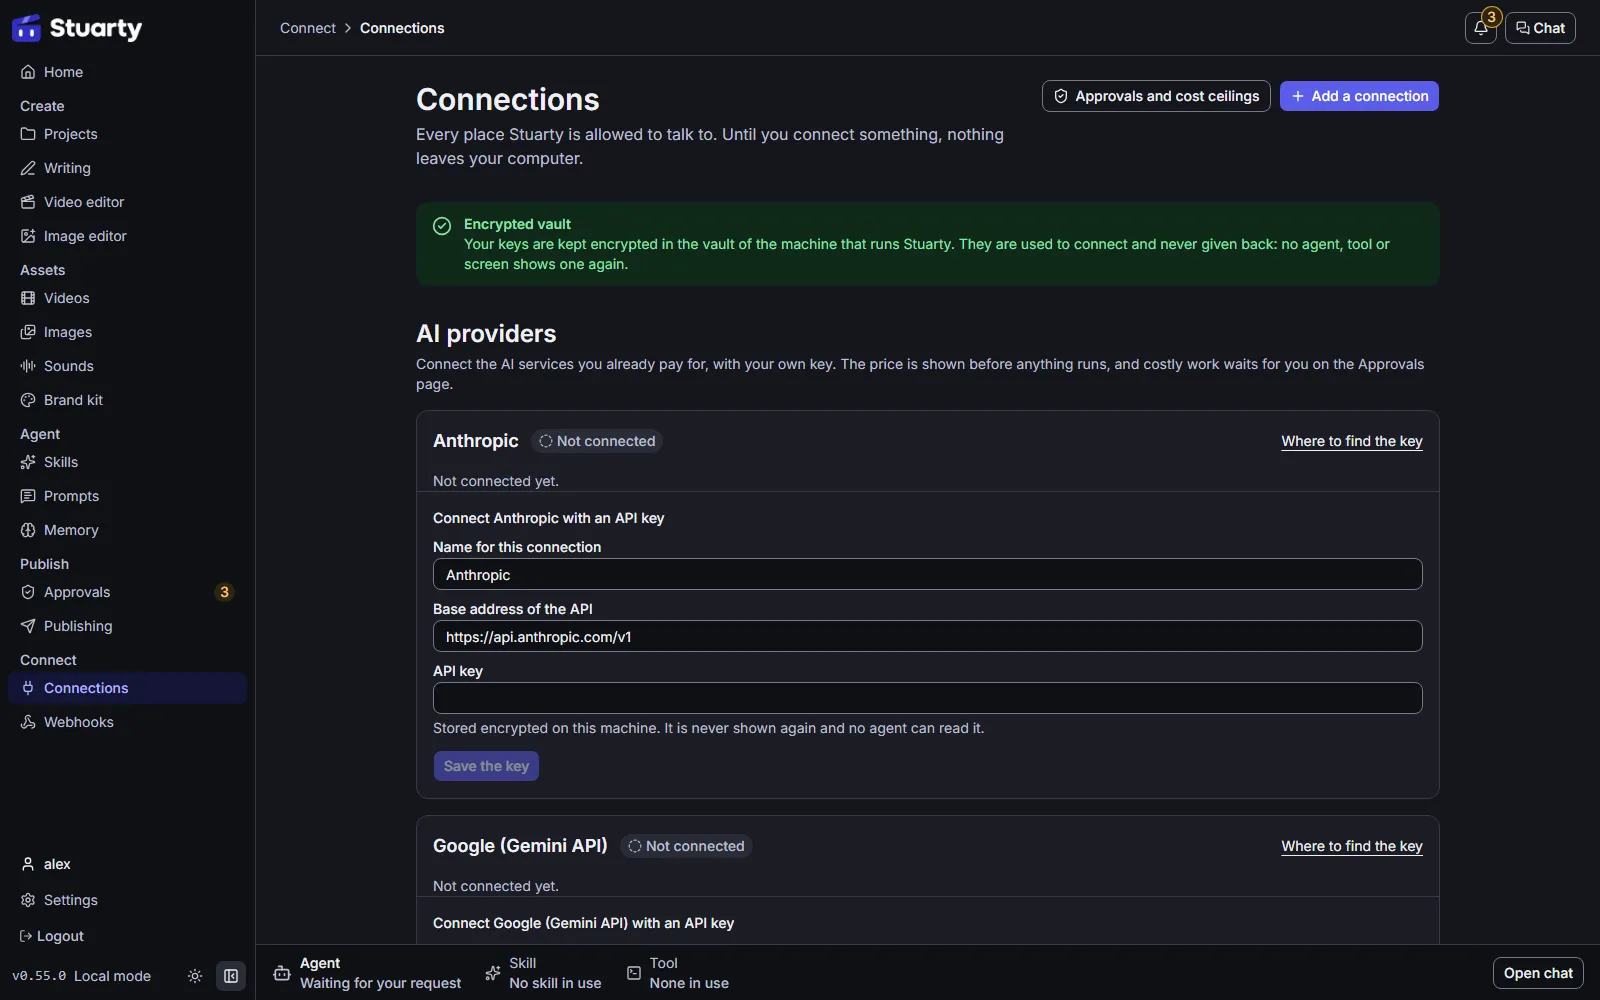 Stuarty
Home
Create
Projects
Writing
Video editor
Image editor
Assets
Videos
Images
Sounds
Brand kit
Agent
Skills
Prompts
Memory
Publish
Approvals 3
Publishing
Connect
Connections
Webhooks
alex
Settings
Logout
v0.55.0 Local mode
Connect > Connections
3
Chat
Connections
Every place Stuarty is allowed to talk to. Until you connect something, nothing
leaves your computer.
Approvals and cost ceilings
+ Add a connection
Encrypted vault
Your keys are kept encrypted in the vault of the machine that runs Stuarty. They are used to connect and never given back: no agent, tool or
screen shows one again.
AI providers
Connect the AI services you already pay for, with your own key. The price is shown before anything runs, and costly work waits for you on the Approvals
page.
Anthropic Not connected Where to find the key
Not connected yet.
Connect Anthropic with an API key
Name for this connection
Anthropic
Base address of the API
https://api.anthropic.com/v1
API key
Stored encrypted on this machine. It is never shown again and no agent can read it.
Save the key
Google (Gemini API) Not connected Where to find the key
Not connected yet.
Connect Google (Gemini API) with an API key
Agent
Waiting for your request
Skill
No skill in use
Tool
None in use
Open chat